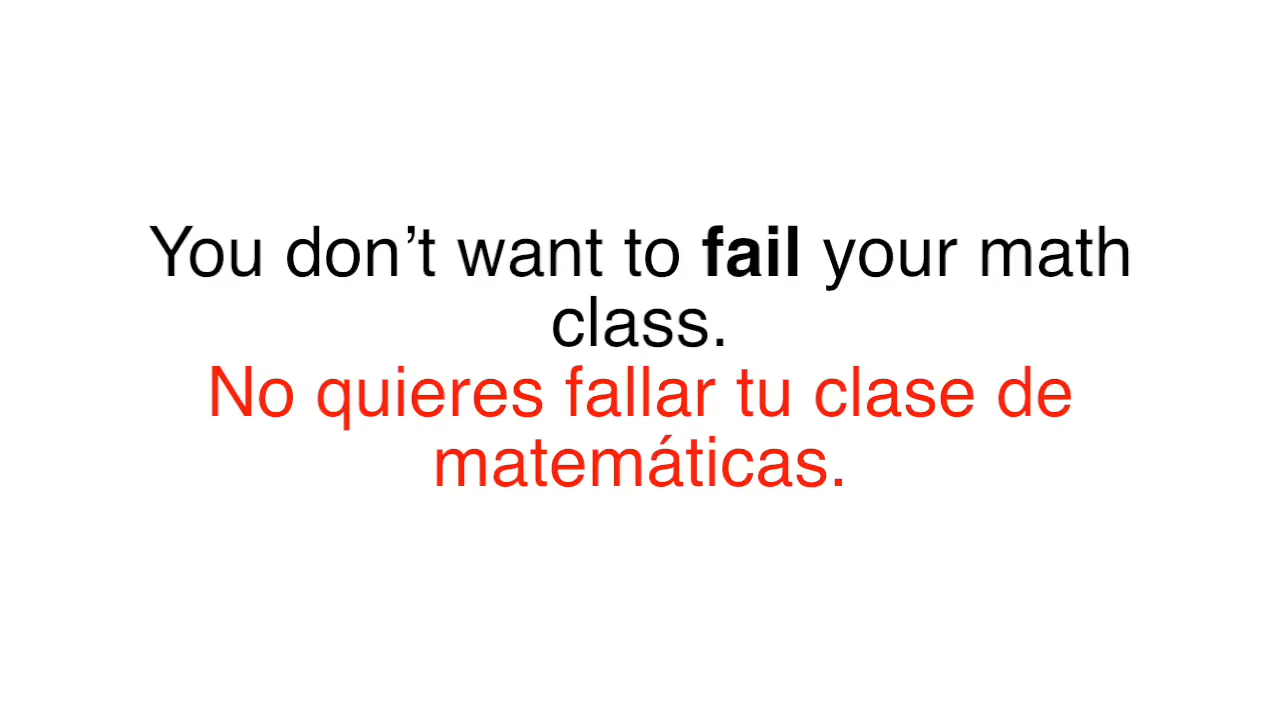 You don’t want to fail your math
class.
No quieres fallar tu clase de
matemáticas.